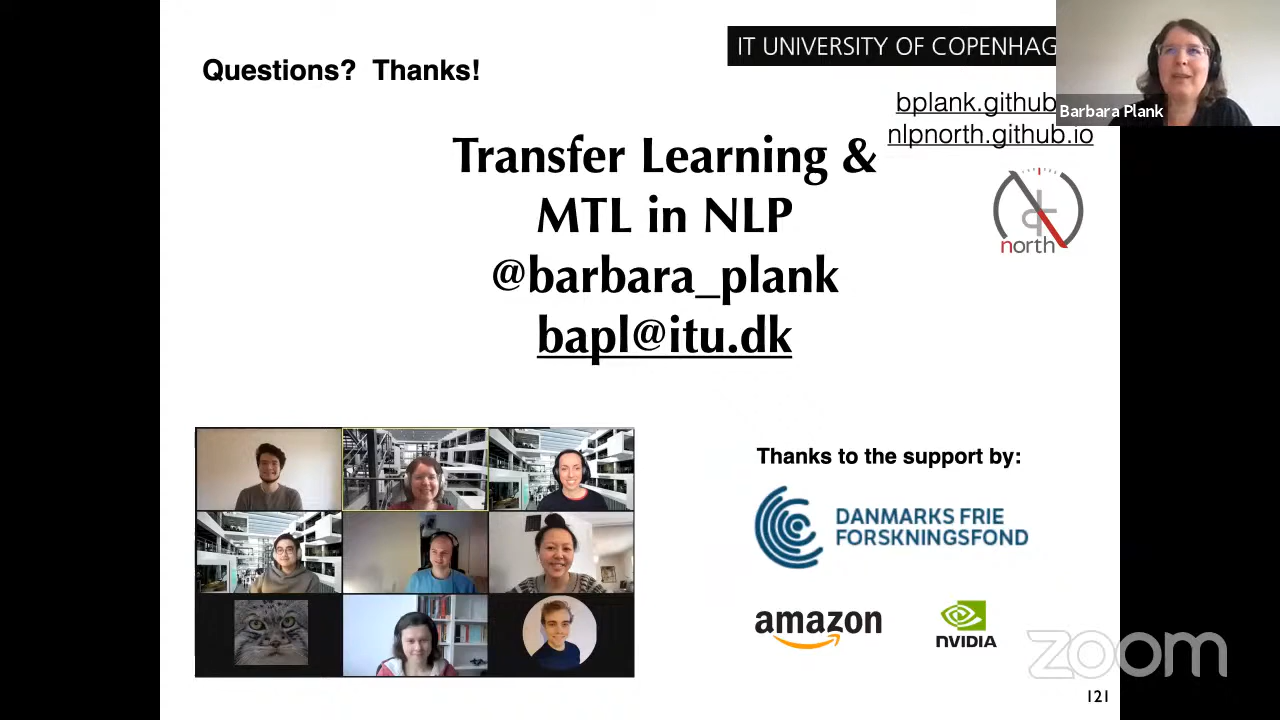 Questions?  Thanks!
IT UNIVERSITY OF COPENHAG
bplank.github
Barbara Plank
nlpnorth.github.io
Transfer Learning &
MTL in NLP
@barbara_plank
bapl@itu.dk
north
Thanks to the support by:
DANMARKS FRIE
FORSKNINGSFOND
amazon
NVIDIA
zoom
121